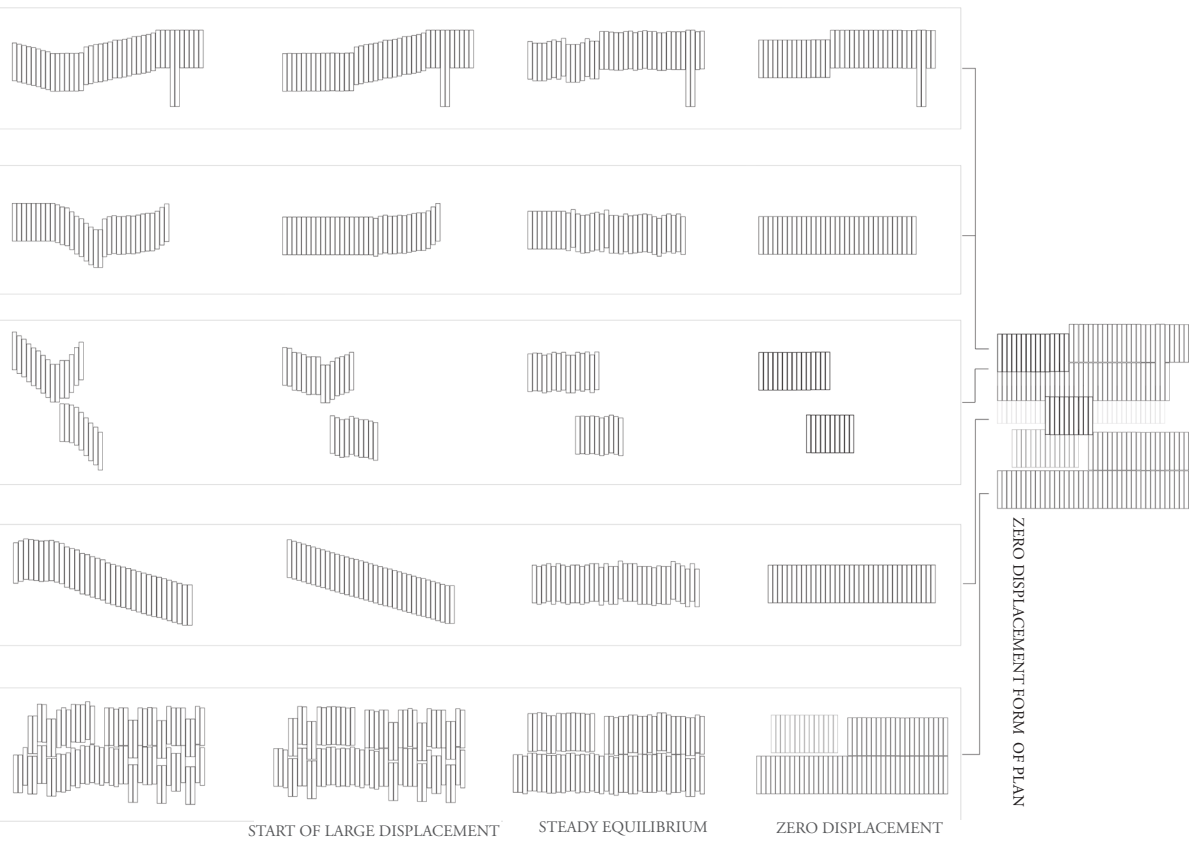 ZERO DISPLACEMENT FORM OF PLAN
START OF LARGE DISPLACEMENT
STEADY EQUILIBRIUM
ZERO DISPLACEMENT